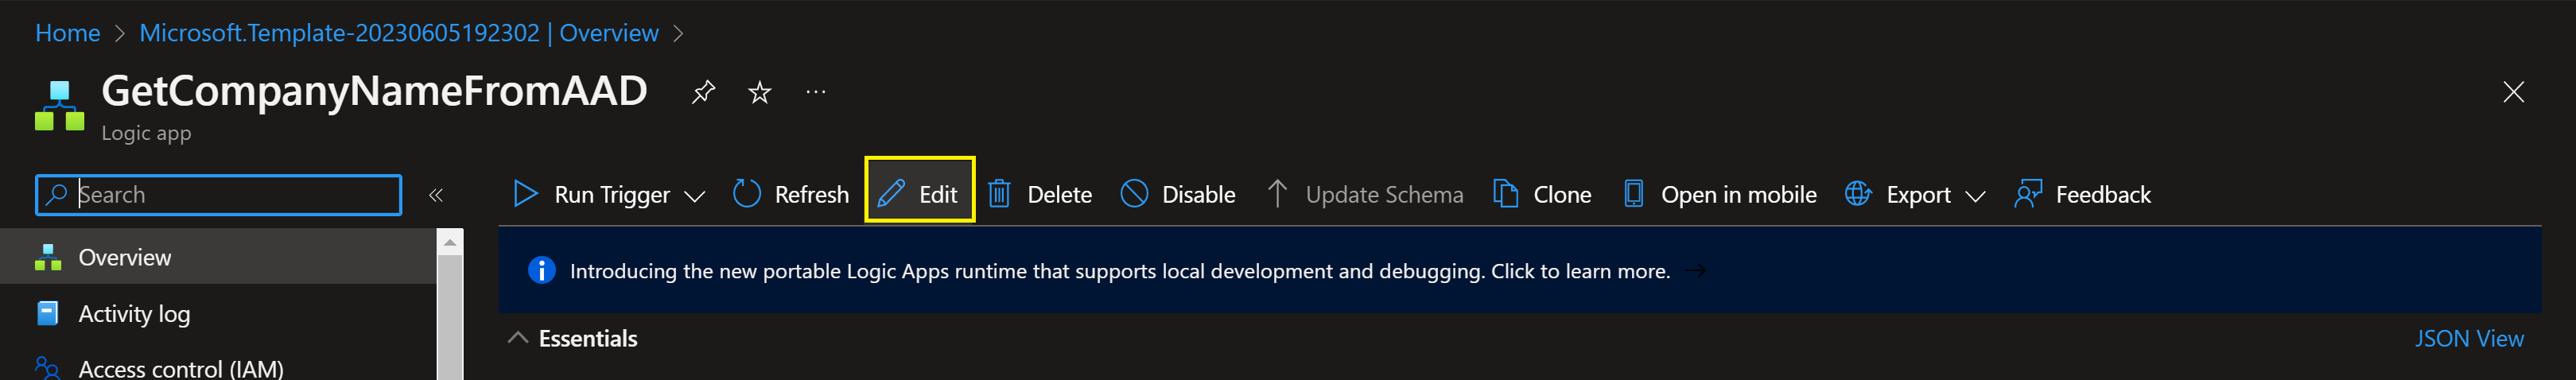 Home > Microsoft.Template-20230605192302 | Overview >
GetCompanyNameFromAAD
Logic app
Search
Overview
Activity log
Access control (IAM)
Run Trigger Refresh Edit Delete Disable Update Schema Clone Open in mobile Export Feedback
Introducing the new portable Logic Apps runtime that supports local development and debugging. Click to learn more. →
Essentials
JSON View